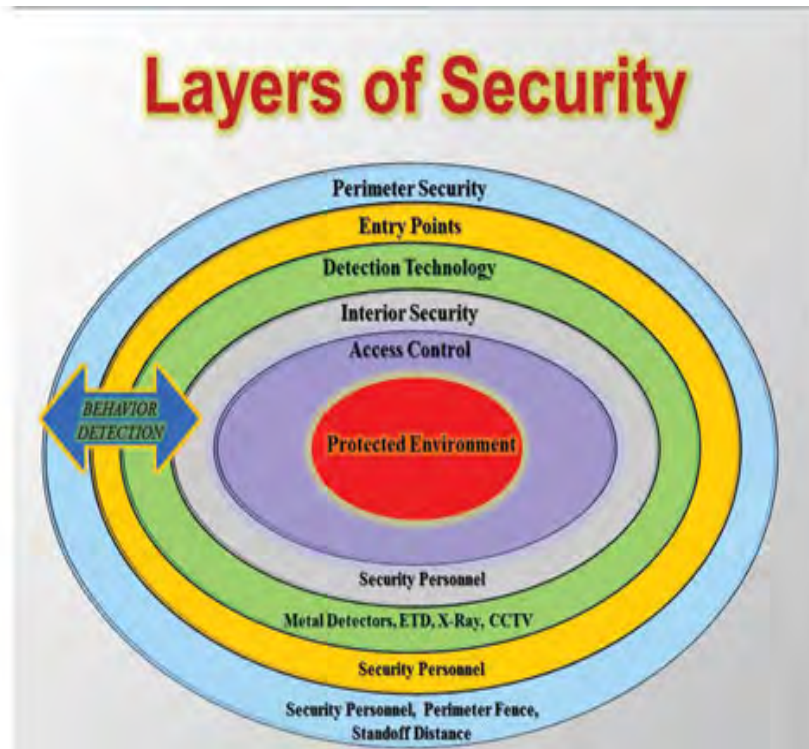 Layers of Security
Perimeter Security
Entry Points
Detection Technology
Interior Security
Access Control
BEHAVIOR
DETECTION
Protected Environment
Security Personnel
Metal Detectors, ETD, X-Ray, CCTV
Security Personnel
Security Personnel, Perimeter Fence,
Standoff Distance